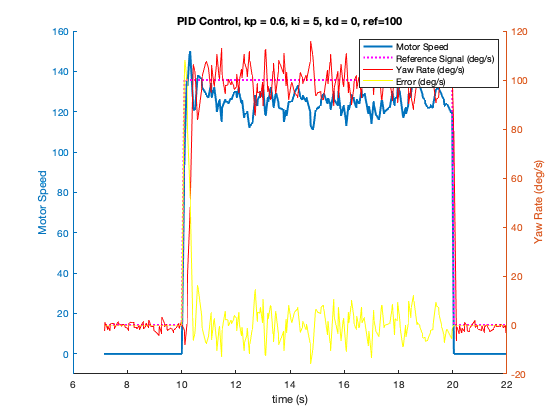 PID Control, kp = 0.6, ki = 5, kd = 0, ref=100
Motor Speed
Reference Signal (deg/s)
Yaw Rate (deg/s)
Error (deg/s)
160
140
120
100
80
60
40
20
0
Motor Speed
120
100
80
60
40
20
0
-20
Yaw Rate (deg/s)
6 8 10 12 14 16 18 20 22
time (s)